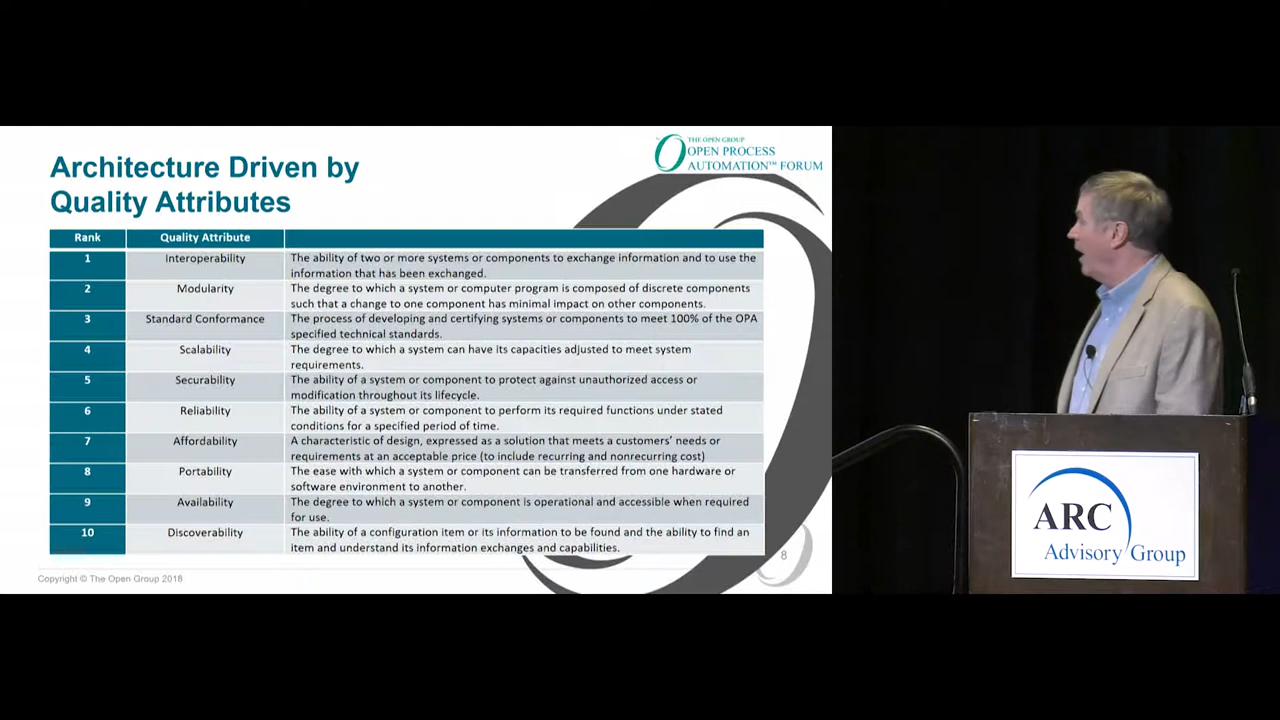 Architecture Driven by
Quality Attributes
THE OPEN GROUP
OPEN PROCESS
AUTOMATION™ FORUM
Rank Quality Attribute
1 Interoperability The ability of two or more systems or components to exchange information and to use the
information that has been exchanged.
2 Modularity The degree to which a system or computer program is composed of discrete components
such that a change to one component has minimal impact on other components.
3 Standard Conformance The process of developing and certifying systems or components to meet 100% of the OPA
specified technical standards.
4 Scalability The degree to which a system can have its capacities adjusted to meet system
requirements.
5 Securability The ability of a system or component to protect against unauthorized access or
modification throughout its lifecycle.
6 Reliability The ability of a system or component to perform its required functions under stated
conditions for a specified period of time.
7 Affordability A characteristic of design, expressed as a solution that meets a customers' needs or
requirements at an acceptable price (to include recurring and nonrecurring cost)
8 Portability The ease with which a system or component can be transferred from one hardware or
software environment to another.
9 Availability The degree to which a system or component is operational and accessible when required
for use.
10 Discoverability The ability of a configuration item or its information to be found and the ability to find an
item and understand its information exchanges and capabilities.
8
Copyright © The Open Group 2018
ARC
Advisory Group